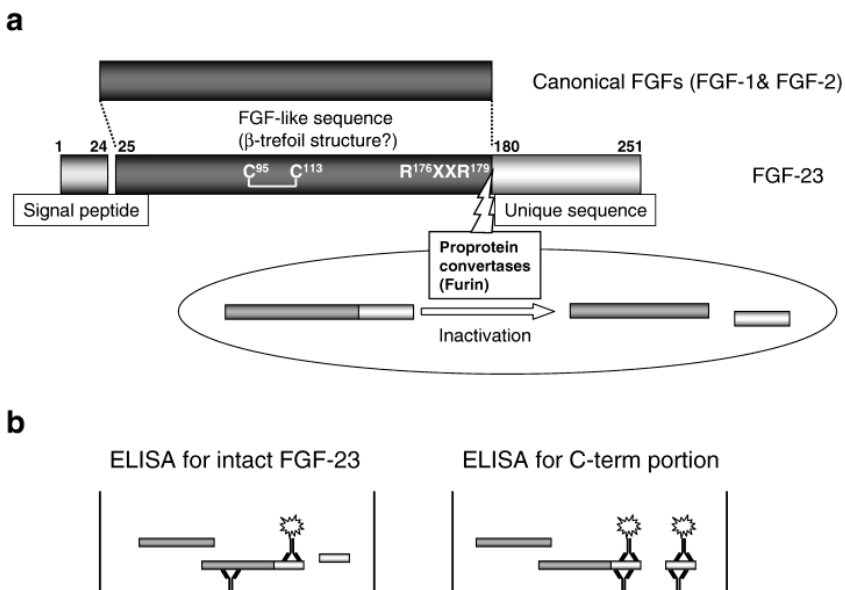 a
Canonical FGFs (FGF-1& FGF-2)
FGF-like sequence
(β-trefoil structure?)
1 24 25 180 251
C95 C113 R176XXR179
FGF-23
Signal peptide
Unique sequence
Proprotein
convertases
(Furin)
Inactivation
b
ELISA for intact FGF-23
ELISA for C-term portion